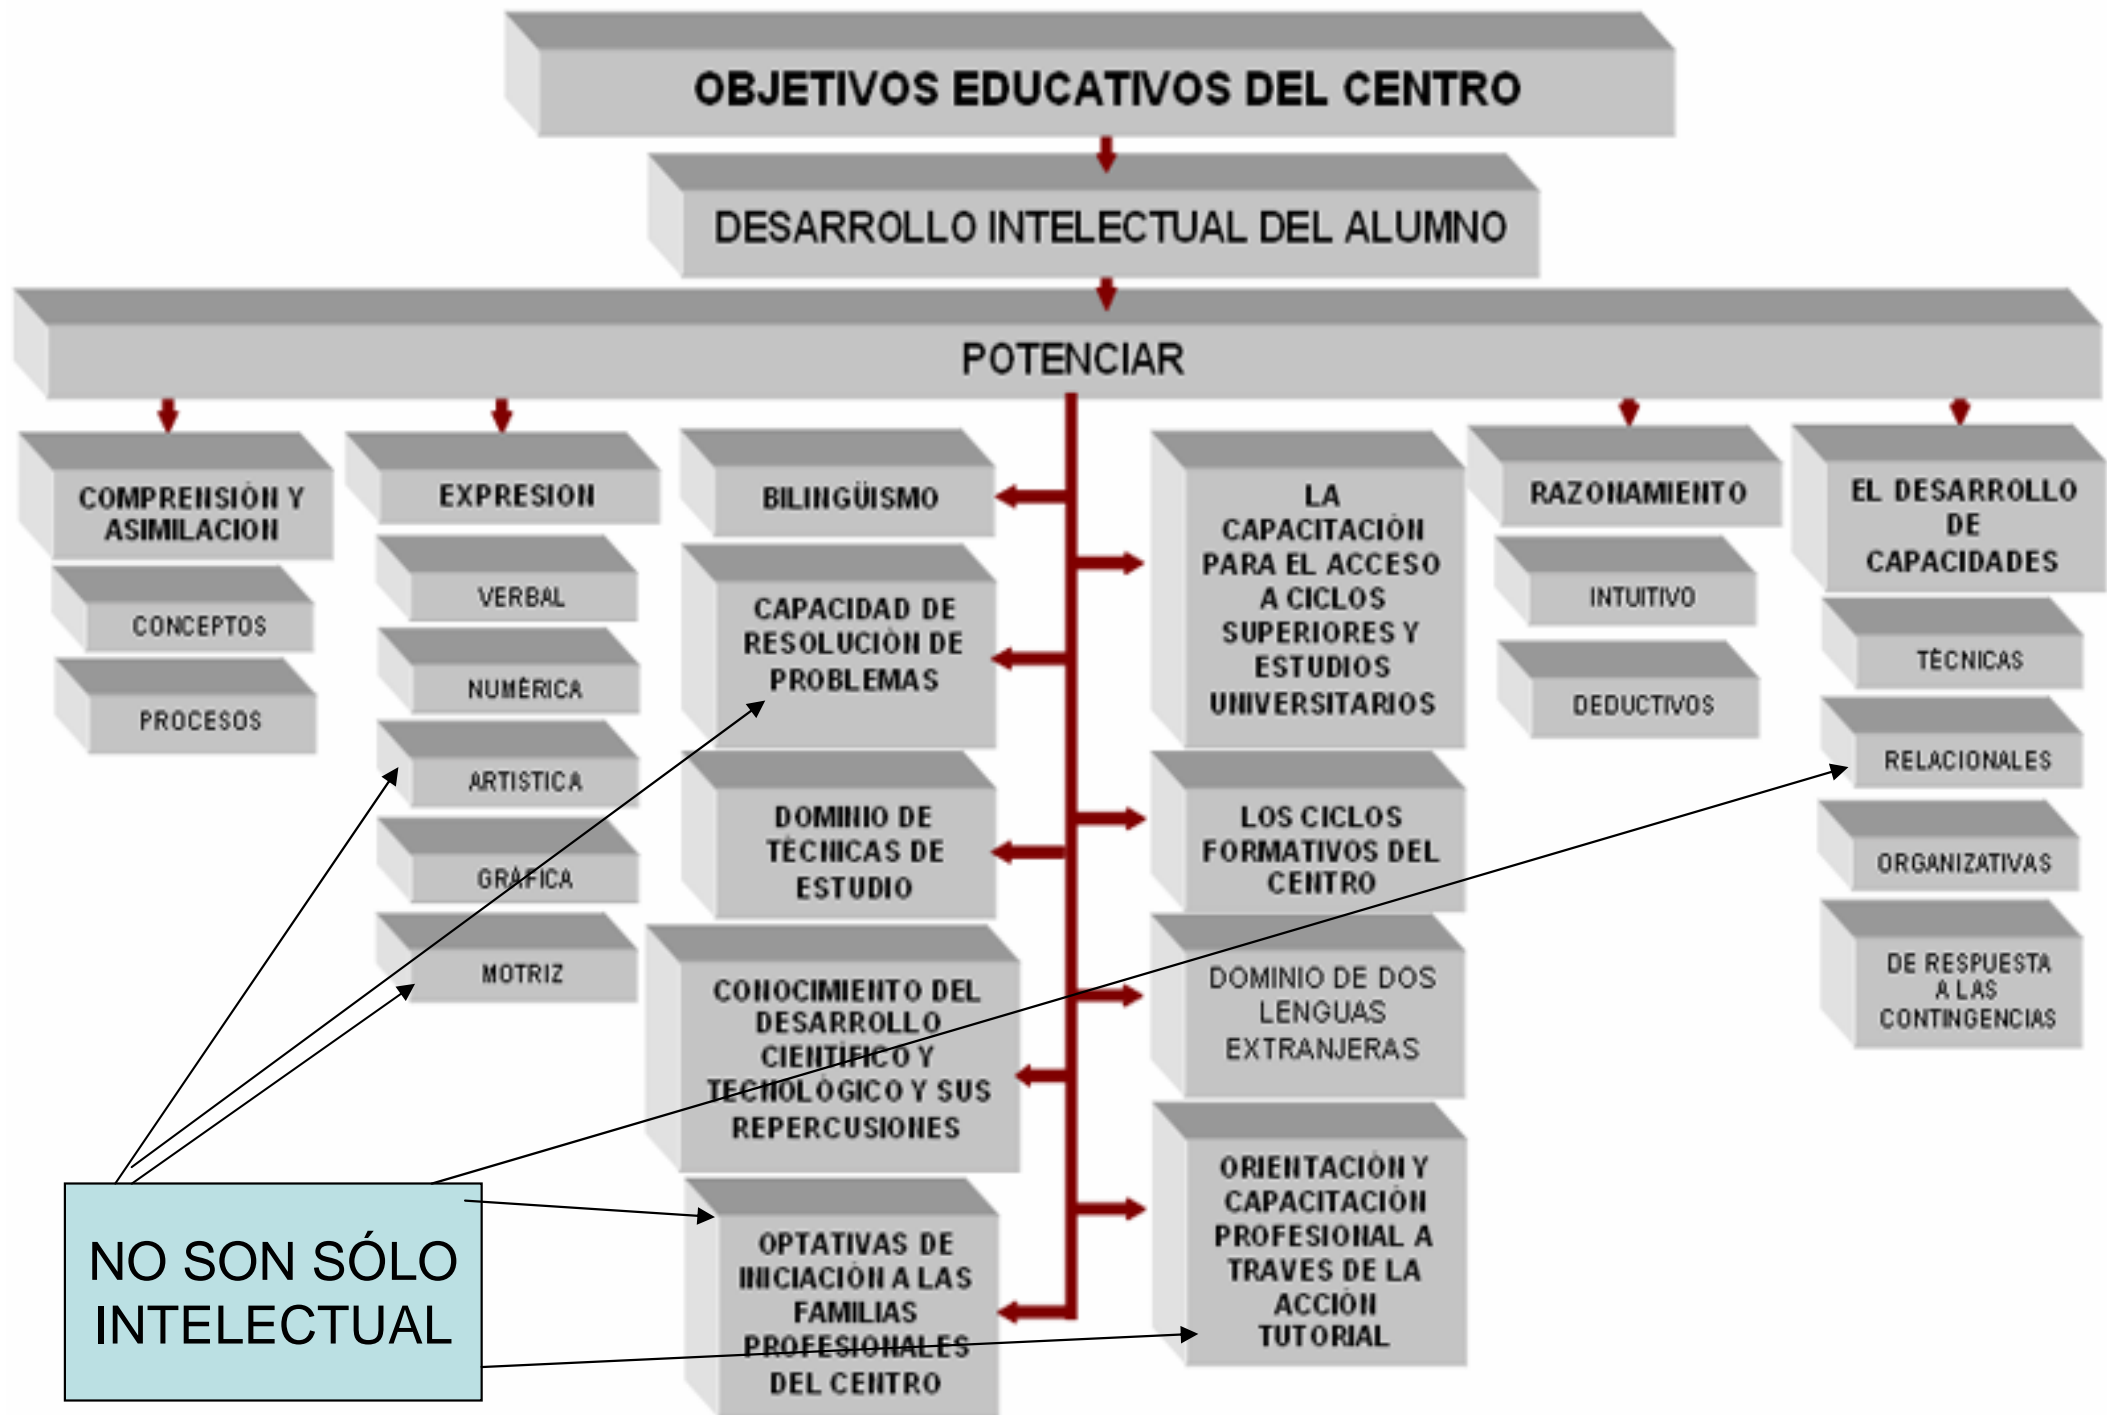 OBJETIVOS EDUCATIVOS DEL CENTRO
DESARROLLO INTELECTUAL DEL ALUMNO
POTENCIAR
COMPRENSIÓN Y
ASIMILACION
CONCEPTOS
PROCESOS
EXPRESION
VERBAL
NUMÉRICA
ARTISTICA
GRÁFICA
MOTRIZ
BILINGÜISMO
CAPACIDAD DE
RESOLUCIÓN DE
PROBLEMAS
DOMINIO DE
TÉCNICAS DE
ESTUDIO
CONOCIMIENTO DEL
DESARROLLO
CIENTÍFICO Y
TECNOLÓGICO Y SUS
REPERCUSIONES
OPTATIVAS DE
INICIACIÓN A LAS
FAMILIAS
PROFESIONALES
DEL CENTRO
LA
CAPACITACIÓN
PARA EL ACCESO
A CICLOS
SUPERIORES Y
ESTUDIOS
UNIVERSITARIOS
LOS CICLOS
FORMATIVOS DEL
CENTRO
DOMINIO DE DOS
LENGUAS
EXTRANJERAS
ORIENTACIÓN Y
CAPACITACIÓN
PROFESIONAL A
TRAVES DE LA
ACCIÓN
TUTORIAL
RAZONAMIENTO
INTUITIVO
DEDUCTIVOS
EL DESARROLLO
DE
CAPACIDADES
TÉCNICAS
RELACIONALES
ORGANIZATIVAS
DE RESPUESTA
A LAS
CONTINGENCIAS
NO SON SÓLO
INTELECTUAL